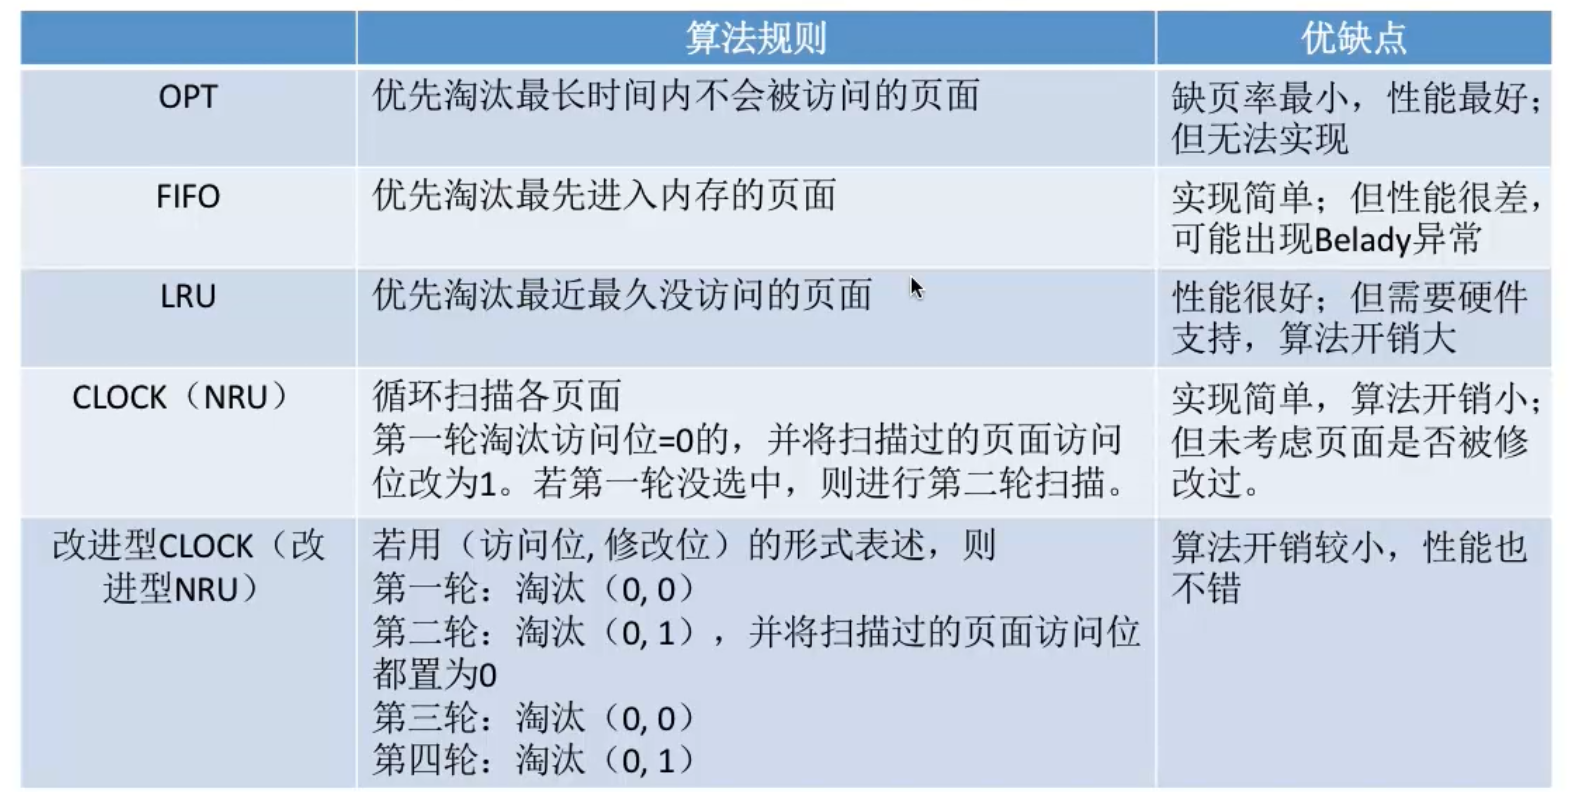 算法规则
优缺点
OPT
优先淘汰最长时间内不会被访问的页面
缺页率最小，性能最好；
但无法实现
FIFO
优先淘汰最先进入内存的页面
实现简单；但性能很差，
可能出现Belady异常
LRU
优先淘汰最近最久没访问的页面
性能很好；但需要硬件
支持，算法开销大
CLOCK（NRU）
循环扫描各页面
第一轮淘汰访问位=0的，并将扫描过的页面访问
位改为1。若第一轮没选中，则进行第二轮扫描。
实现简单，算法开销小；
但未考虑页面是否被修
改过。
改进型CLOCK（改
进型NRU）
若用（访问位, 修改位）的形式表述，则
第一轮：淘汰（0, 0）
第二轮：淘汰（0, 1），并将扫描过的页面访问位
都置为0
第三轮：淘汰（0, 0）
第四轮：淘汰（0, 1）
算法开销较小，性能也
不错